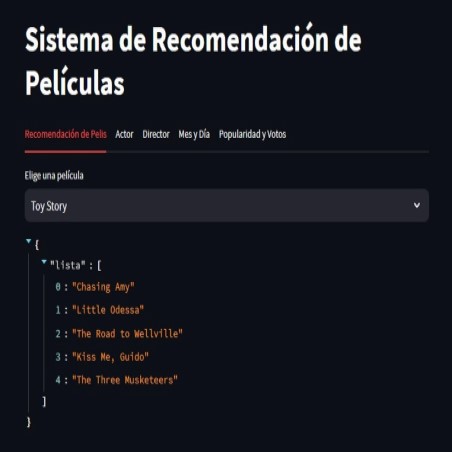 Sistema de Recomendación de
Películas
Recomendación de Pelis Actor Director Mes y Día Popularidad y Votos
Elige una película
Toy Story
{
"lista" : [
0 : "Chasing Amy"
1 : "Little Odessa"
2 : "The Road to Wellville"
3 : "Kiss Me, Guido"
4 : "The Three Musketeers"
]
}